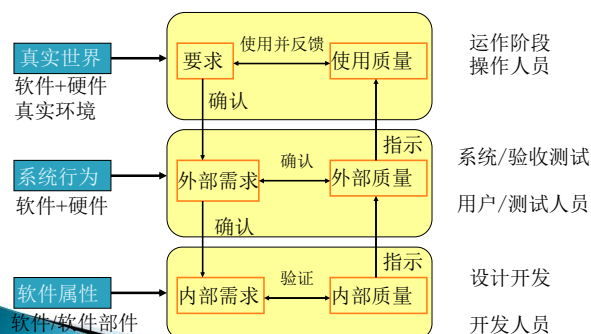 真实世界
软件+硬件
真实环境
要求
使用并反馈
使用质量
运作阶段
操作人员
确认
指示
系统行为
软件+硬件
外部需求
确认
外部质量
系统/验收测试
用户/测试人员
确认
指示
软件属性
软件/软件部件
内部需求
验证
内部质量
设计开发
开发人员